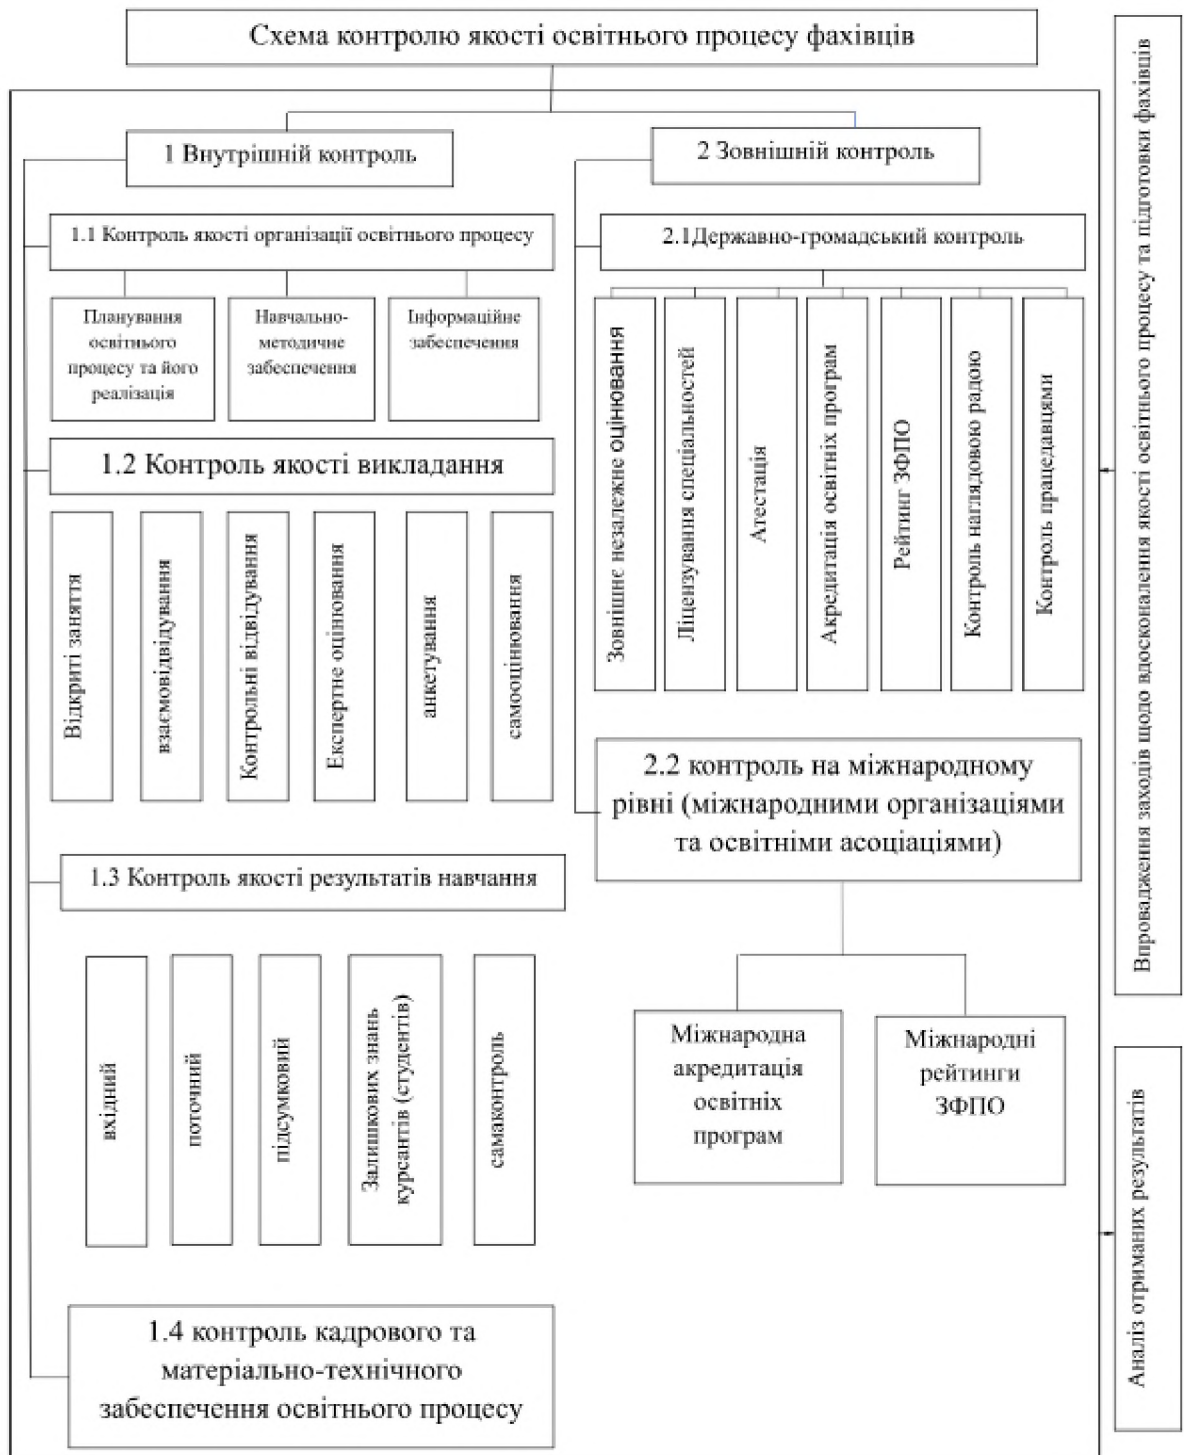 Схема контролю якості освітнього процесу фахівців
1 Внутрішній контроль
1.1 Контроль якості організації освітнього процесу
Планування
освітнього
процесу та його
реалізація
Навчально-
методичне
забезпечення
Інформаційне
забезпечення
1.2 Контроль якості викладання
Відкриті заняття
взаємовідвідування
Контрольні відвідування
Експертне оцінювання
анкетування
самооцінювання
1.3 Контроль якості результатів навчання
вхідний
поточний
підсумковий
Залишкових знань
курсантів (студентів)
самаконтроль
1.4 контроль кадрового та
матеріально-технічного
забезпечення освітнього процесу
2 Зовнішній контроль
2.1Державно-громадський контроль
Зовнішнє незалежне оцінювання
Ліцензування спеціальностей
Атестація
Акредитація освітніх програм
Рейтинг ЗФПО
Контроль наглядовою радою
Контроль працедавцями
2.2 контроль на міжнародному
рівні (міжнародними організаціями
та освітніми асоціаціями)
Міжнародна
акредитація
освітніх
програм
Міжнародні
рейтинги
ЗФПО
Впровадження заходів щодо вдосконалення якості освітнього процесу та підготовки фахівців
Аналіз отриманих результатів